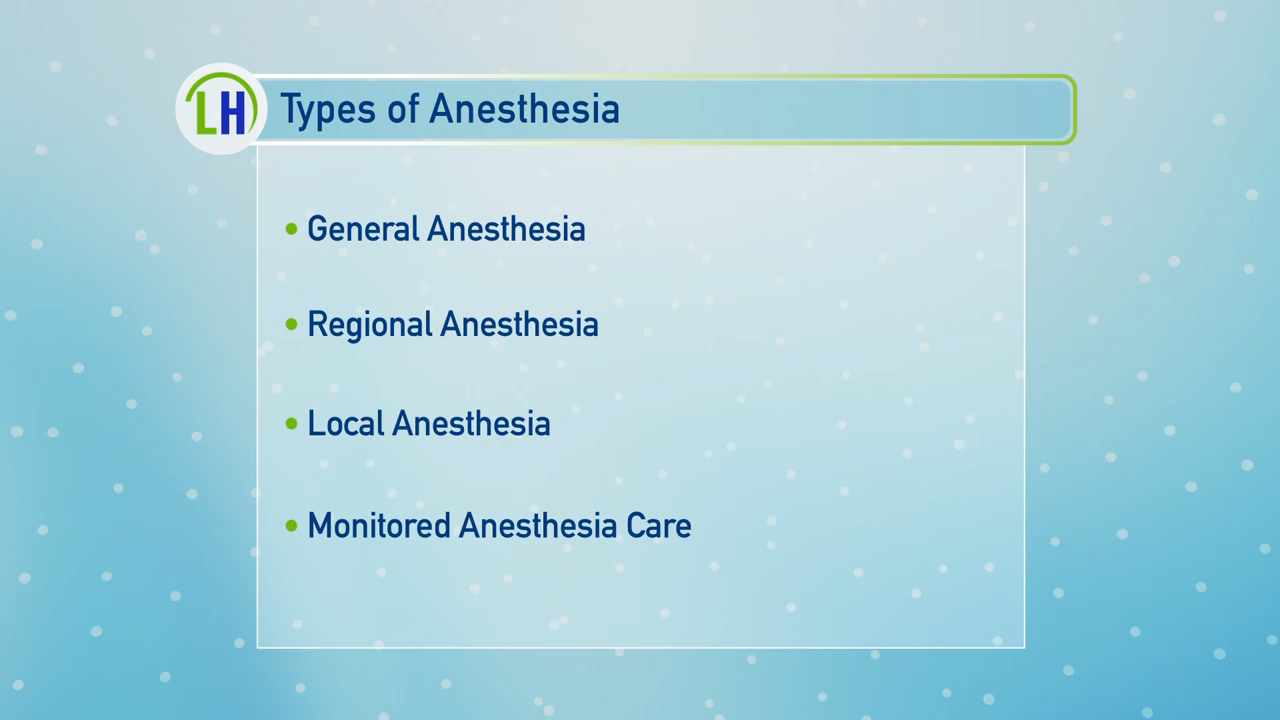 LH
Types of Anesthesia
• General Anesthesia
• Regional Anesthesia
• Local Anesthesia
• Monitored Anesthesia Care